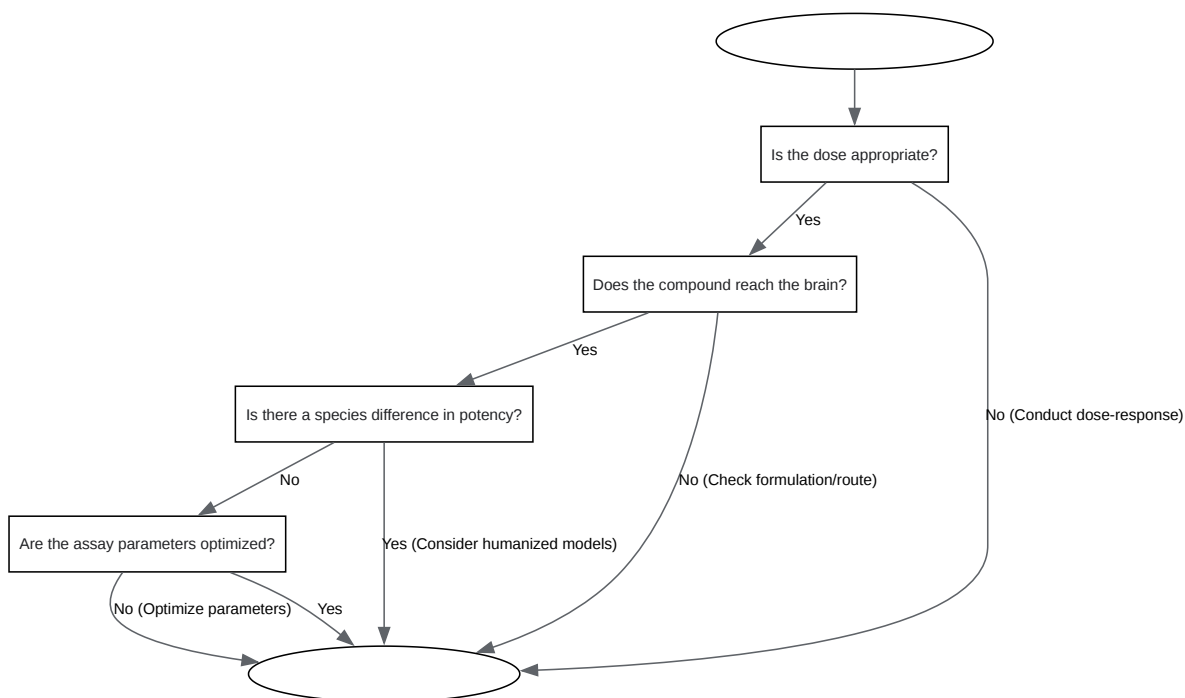 Is the dose appropriate?
Yes
Does the compound reach the brain?
Yes
Is there a species difference in potency?
No (Conduct dose-response)
No
No (Check formulation/route)
Are the assay parameters optimized?
Yes (Consider humanized models)
No (Optimize parameters)
Yes